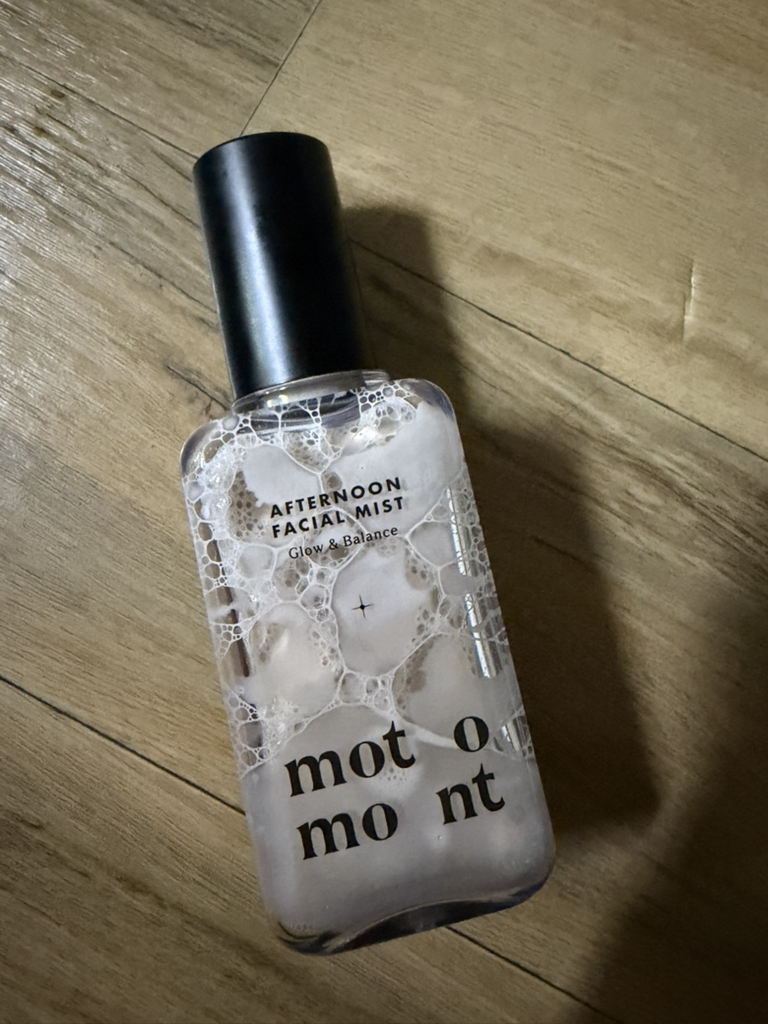 AFTERNOON
FACIAL MIST
Glow & Balance
mot o
mo nt